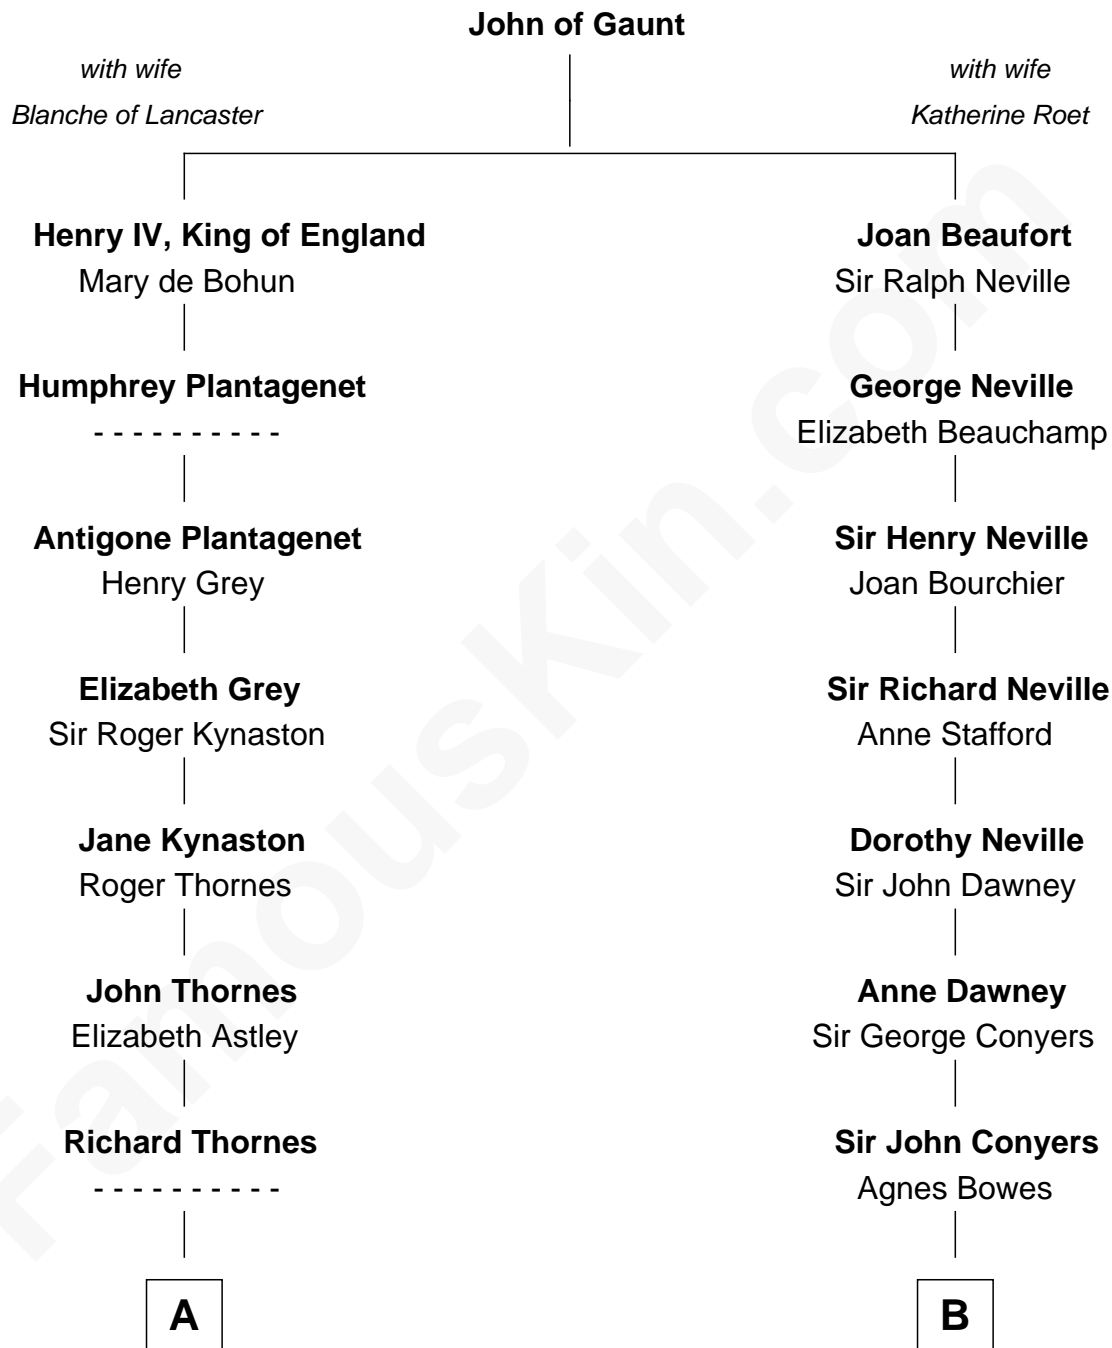 John of Gaunt
with wife
Blanche of Lancaster
with wife
Katherine Roet
Henry IV, King of England
Mary de Bohun
Joan Beaufort
Sir Ralph Neville
Humphrey Plantagenet
- - - - - - - - - -
George Neville
Elizabeth Beauchamp
Antigone Plantagenet
Henry Grey
Sir Henry Neville
Joan Bourchier
Elizabeth Grey
Sir Roger Kynaston
Sir Richard Neville
Anne Stafford
Jane Kynaston
Roger Thornes
Dorothy Neville
Sir John Dawney
John Thornes
Elizabeth Astley
Anne Dawney
Sir George Conyers
Richard Thornes
- - - - - - - - - -
Sir John Conyers
Agnes Bowes
A
B
FamousKin.com